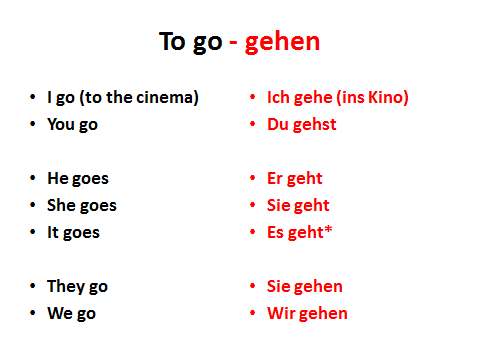 To go - gehen
• I go (to the cinema) • Ich gehe (ins Kino)
• You go • Du gehst
• He goes • Er geht
• She goes • Sie geht
• It goes • Es geht*
• They go • Sie gehen
• We go • Wir gehen